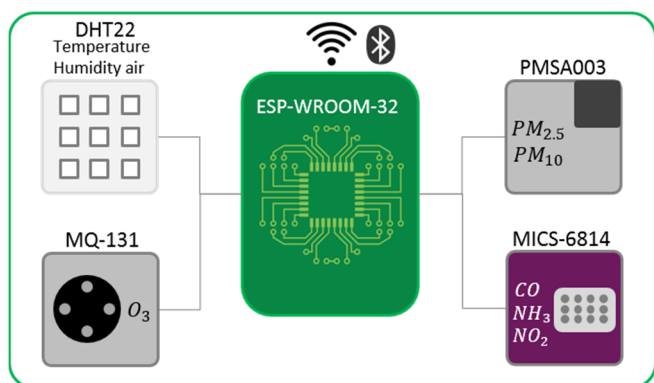 DHT22
Temperature
Humidity air
ESP-WROOM-32
PMSA003
PM₂.₅
PM₁₀
MQ-131
O₃
MICS-6814
CO
NH₃
NO₂